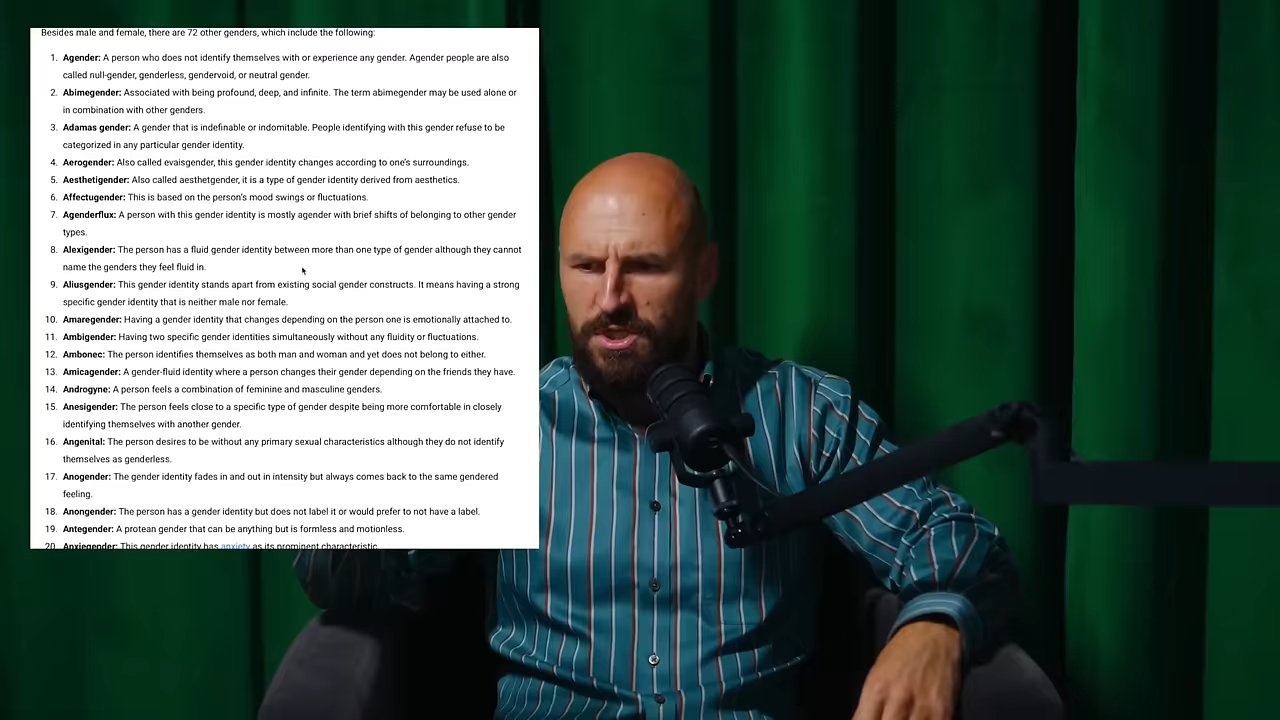 Besides male and female, there are 72 other genders, which include the following:
1. Agender: A person who does not identify themselves with or experience any gender. Agender people are also
called null-gender, genderless, gendervoid, or neutral gender.
2. Abimegender: Associated with being profound, deep, and infinite. The term abimegender may be used alone or
in combination with other genders.
3. Adamas gender: A gender that is indefinable or indomitable. People identifying with this gender refuse to be
categorized in any particular gender identity.
4. Aerogender: Also called evaisgender, this gender identity changes according to one's surroundings.
5. Aesthetigender: Also called aesthetgender, it is a type of gender identity derived from aesthetics.
6. Affectugender: This is based on the person's mood swings or fluctuations.
7. Agenderflux: A person with this gender identity is mostly agender with brief shifts of belonging to other gender
types.
8. Alexigender: The person has a fluid gender identity between more than one type of gender although they cannot
name the genders they feel fluid in.
9. Aliusgender: This gender identity stands apart from existing social gender constructs. It means having a strong
specific gender identity that is neither male nor female.
10. Amaregender: Having a gender identity that changes depending on the person one is emotionally attached to.
11. Ambigender: Having two specific gender identities simultaneously without any fluidity or fluctuations.
12. Ambonec: The person identifies themselves as both man and woman and yet does not belong to either.
13. Amicagender: A gender-fluid identity where a person changes their gender depending on the friends they have.
14. Androgyne: A person feels a combination of feminine and masculine genders.
15. Anesigender: The person feels close to a specific type of gender despite being more comfortable in closely
identifying themselves with another gender.
16. Angenital: The person desires to be without any primary sexual characteristics although they do not identify
themselves as genderless.
17. Anogender: The gender identity fades in and out in intensity but always comes back to the same gendered
feeling.
18. Anongender: The person has a gender identity but does not label it or would prefer to not have a label.
19. Antegender: A protean gender that can be anything but is formless and motionless.
20. Anxiegender: This gender identity has anxiety as its prominent characteristic.